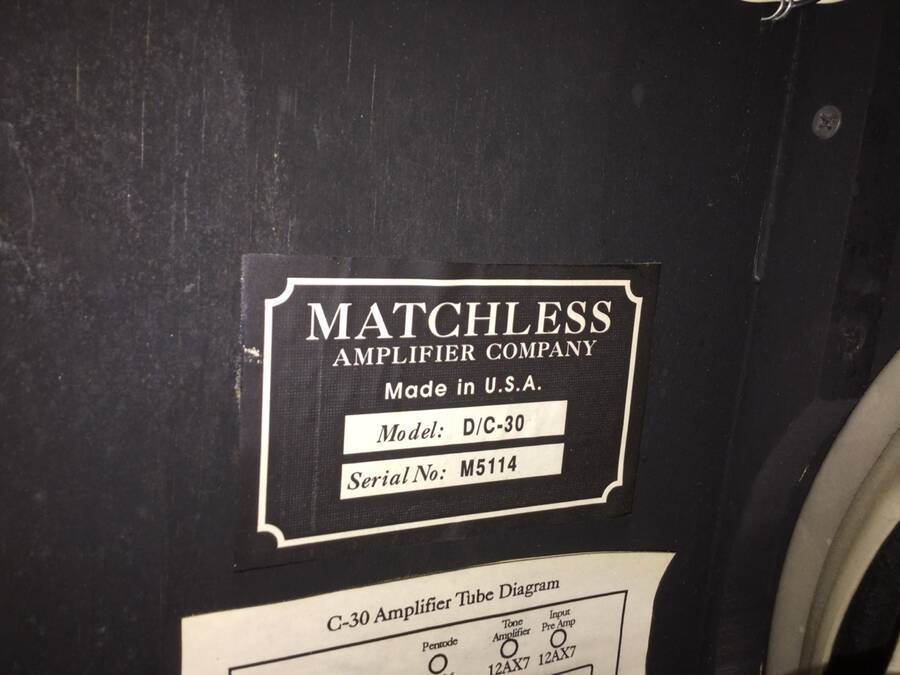 MATCHLESS
AMPLIFIER COMPANY
Made in U.S.A.
Model: D/C-30
Serial No: M5114
C-30 Amplifier Tube Diagram
Pentode
Tone
Amplifier
Input
Pre Amp
12AX7
12AX7